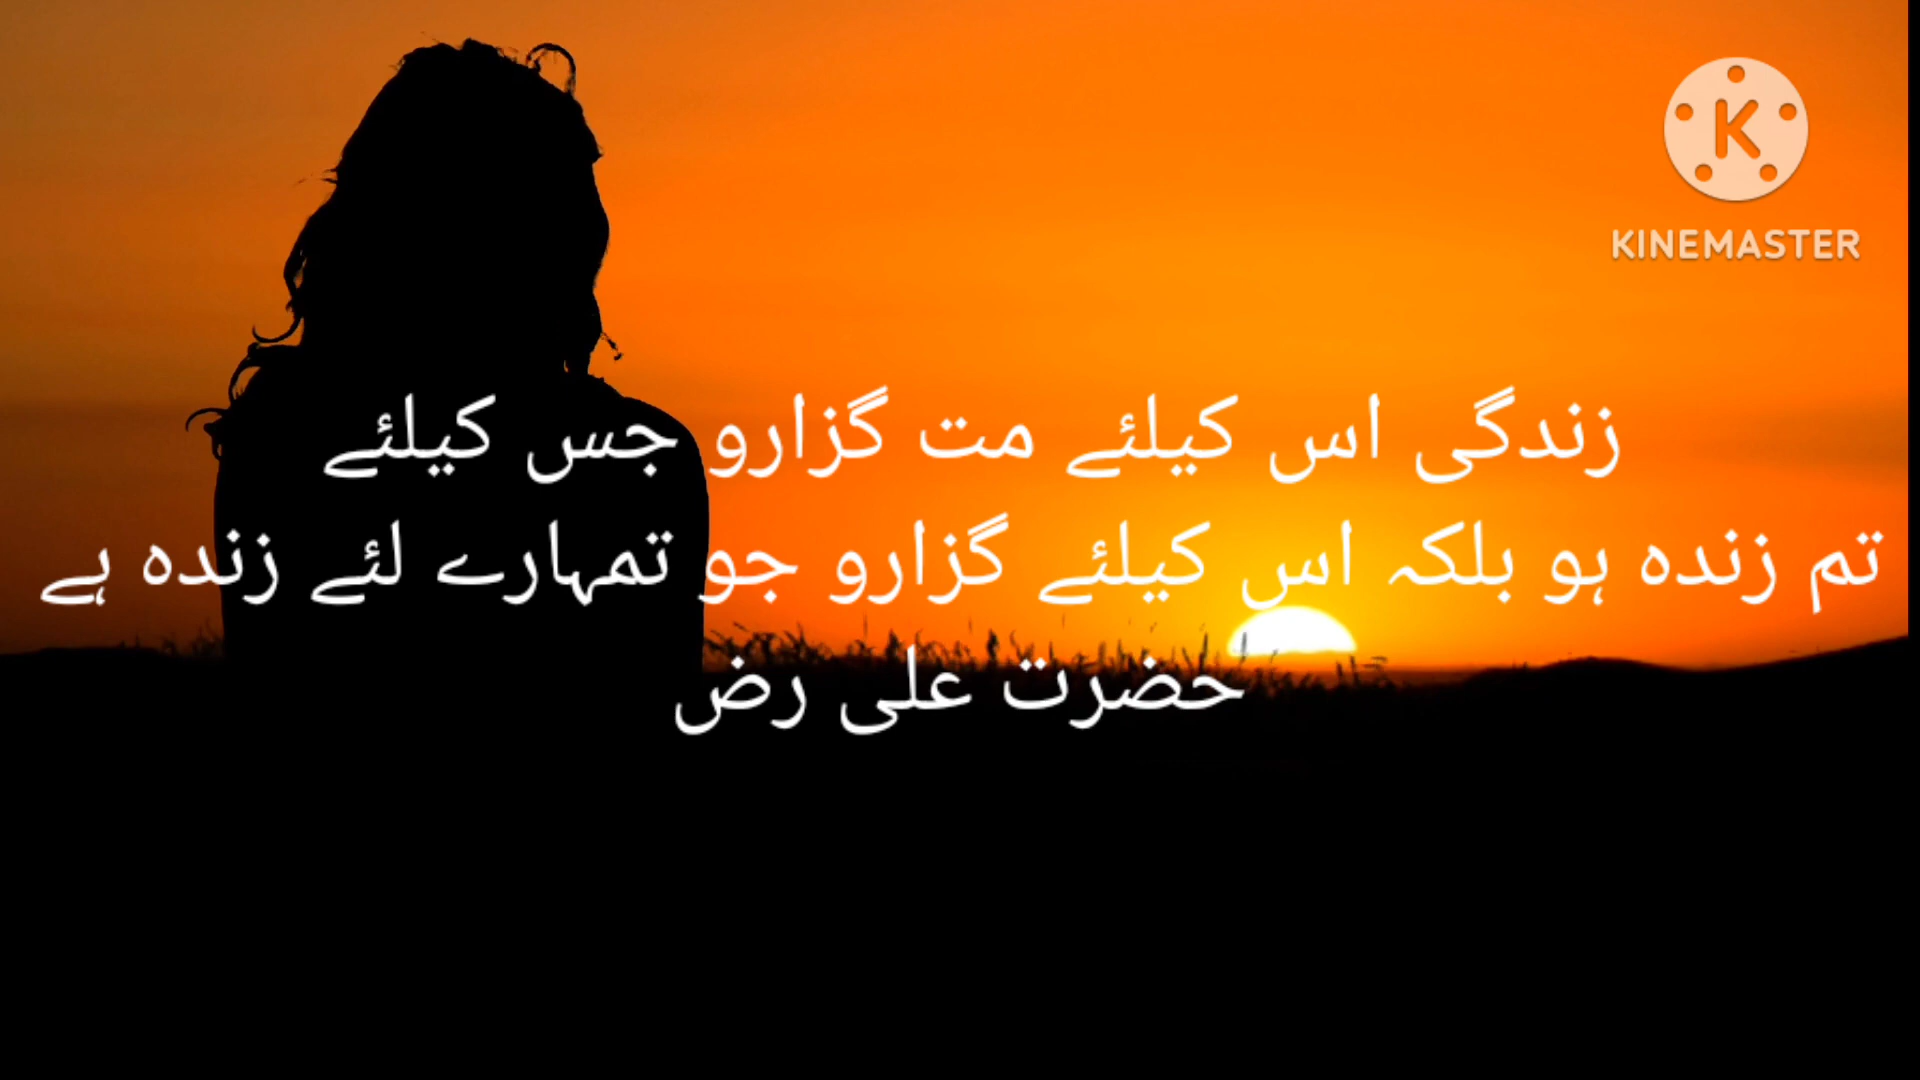 KINEMASTER
زندگی اس کیلئے مت گزارو جس کیلئے
تم زندہ ہو بلکہ اس کیلئے گزارو جو تمہارے لئے زندہ ہے
حضرت علی رض